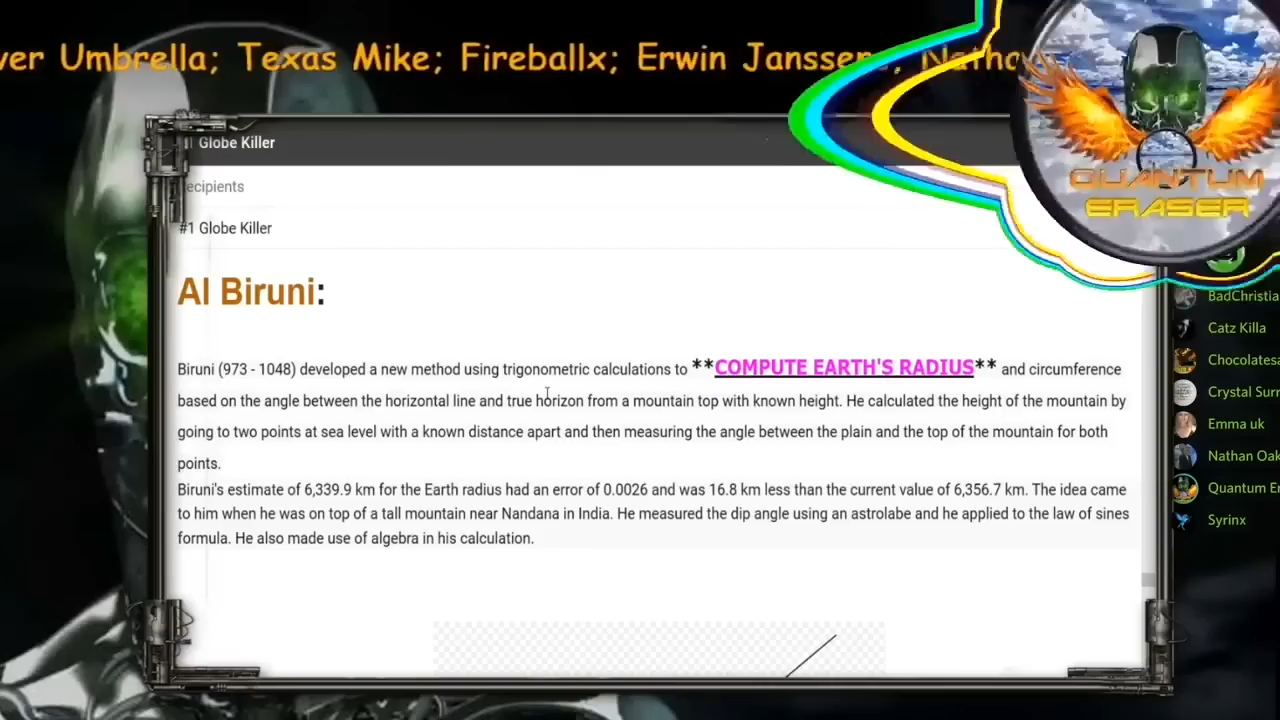 ver Umbrella; Texas Mike; Fireballx; Erwin Janssens; Natha
QUANTUM
ERASER
Globe Killer
ecipients
#1 Globe Killer
Al Biruni:
Biruni (973 - 1048) developed a new method using trigonometric calculations to **COMPUTE EARTH'S RADIUS** and circumference
based on the angle between the horizontal line end true horizon from a mountain top with known height. He calculated the height of the mountain by
going to two points at sea level with a known distance apart and then measuring the angle between the plain and the top of the mountain for both
points.
Biruni's estimate of 6,339.9 km for the Earth radius had an error of 0.0026 and was 16.8 km less than the current value of 6,356.7 km. The idea came
to him when he was on top of a tall mountain near Nandana in India. He measured the dip angle using an astrolabe and he applied to the law of sines
formula. He also made use of algebra in his calculation.
BadChristia
Catz Killa
Chocolatesa
Crystal Surr
Emma uk
Nathan Oak
Quantum Er
Syrinx